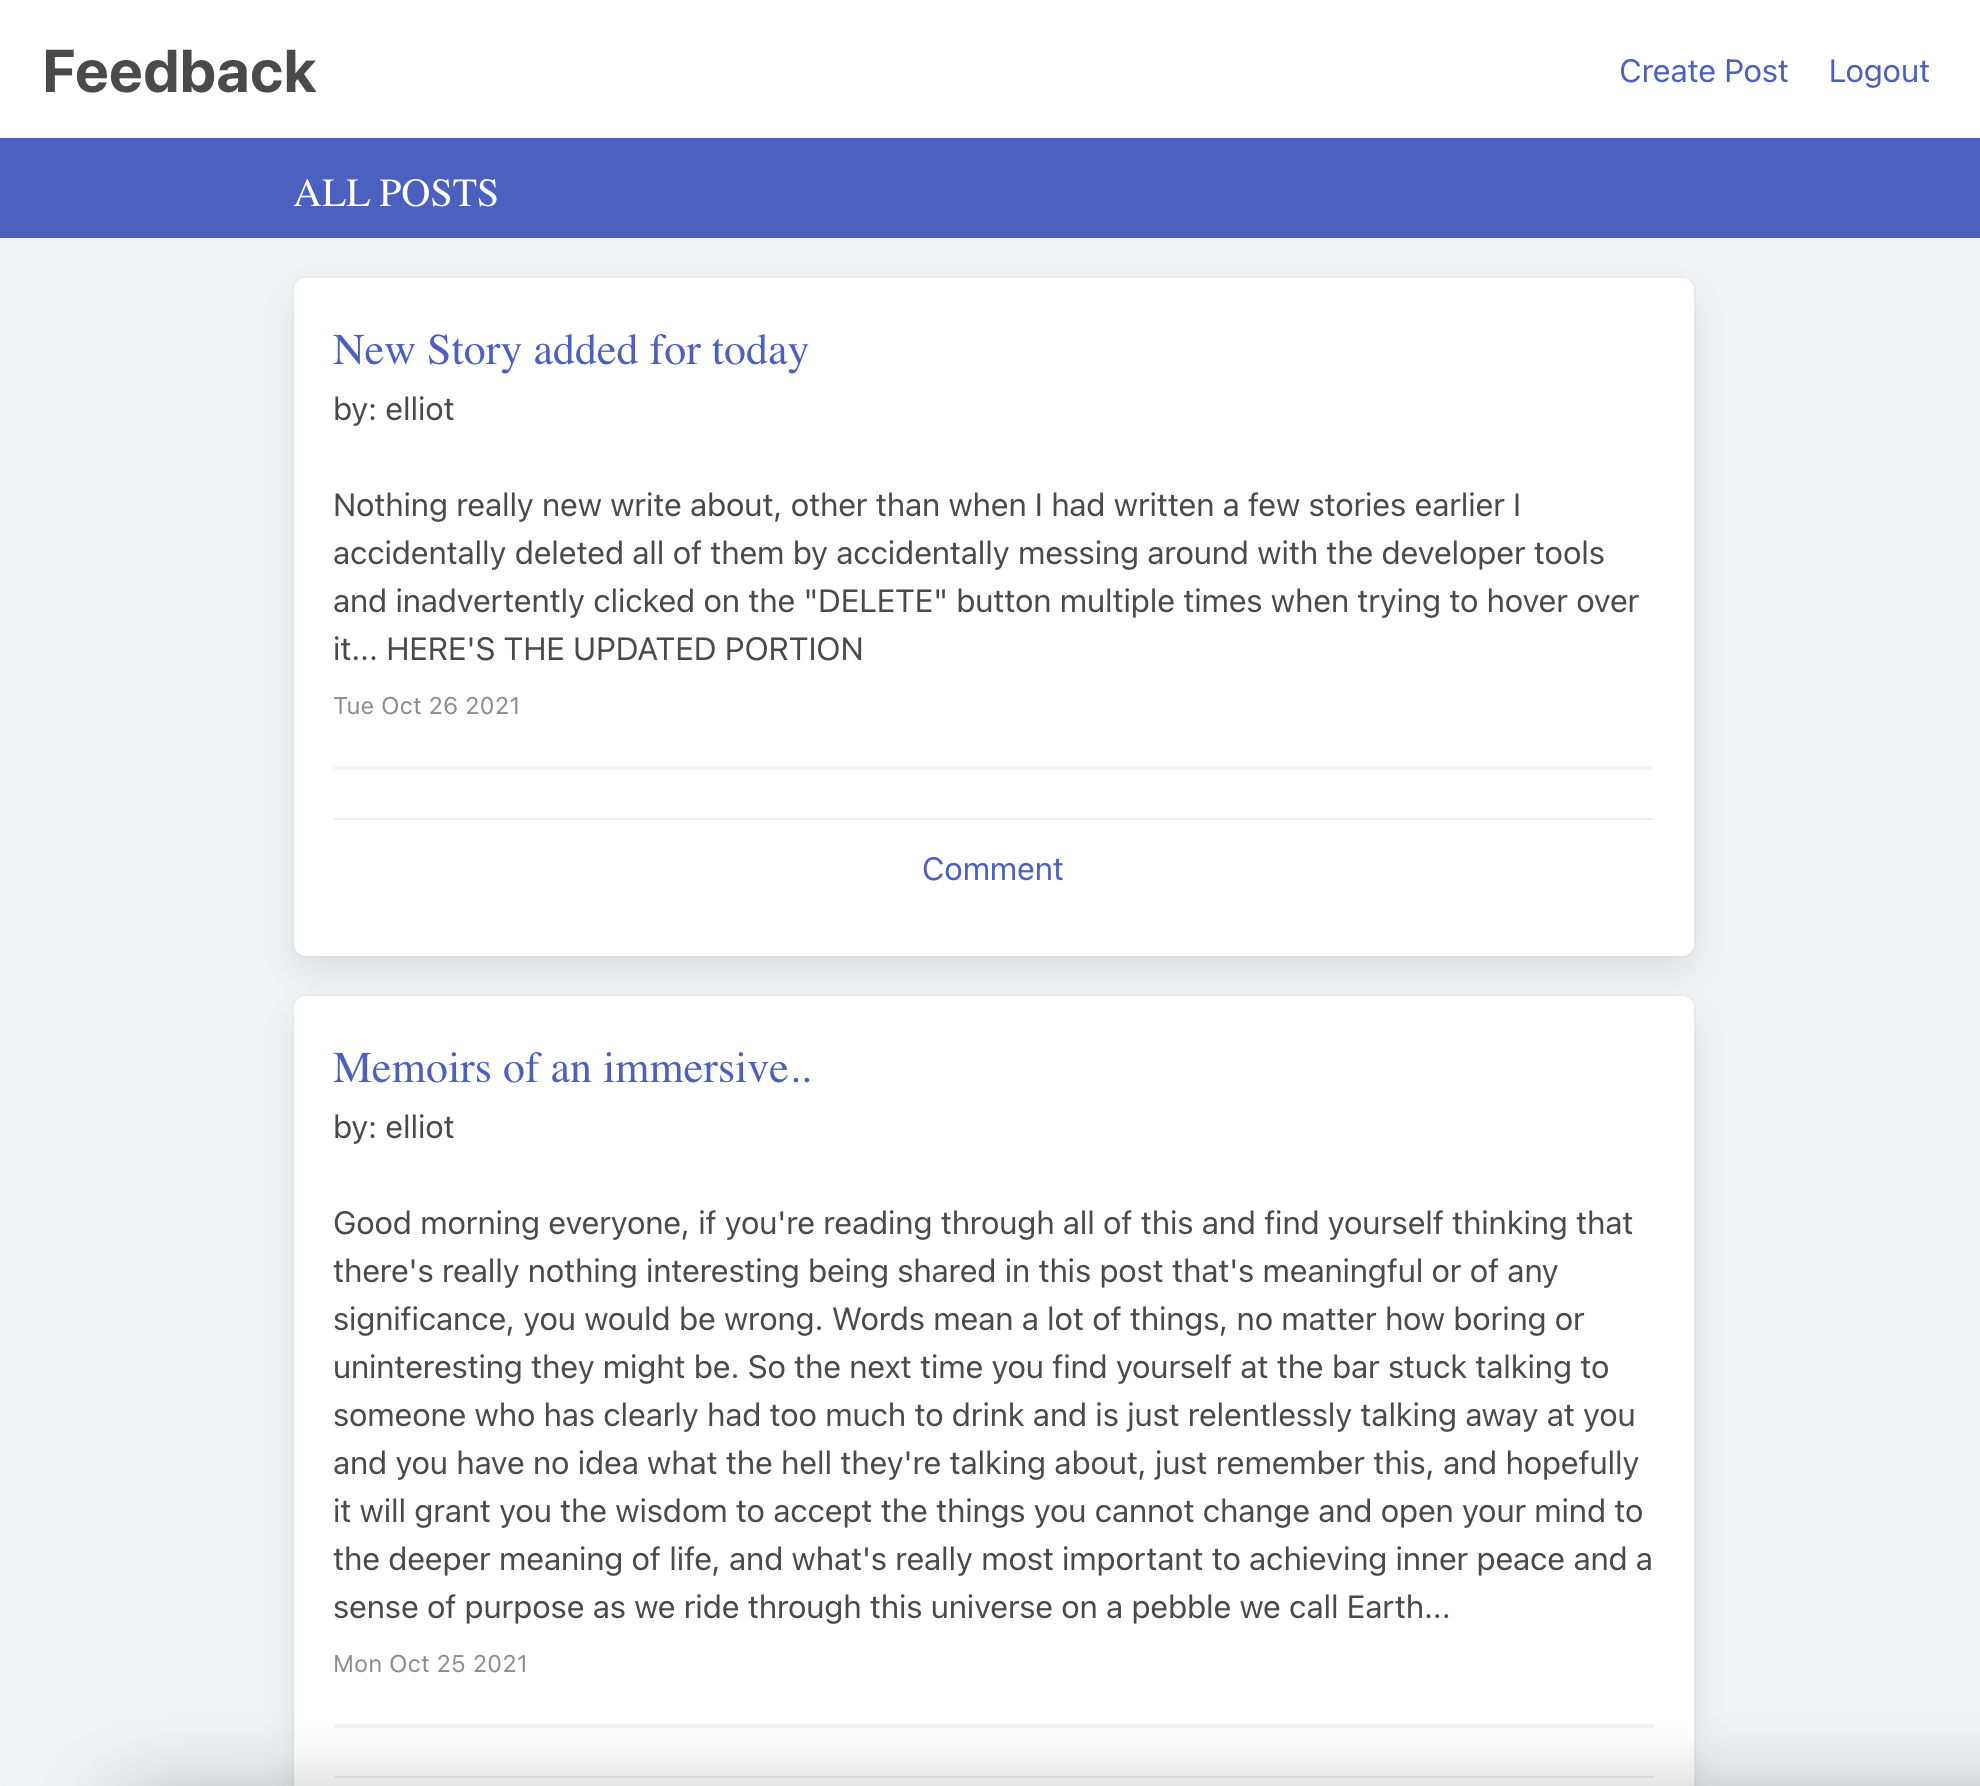 Feedback
Create Post
Logout
ALL POSTS
New Story added for today
by: elliot
Nothing really new write about, other than when I had written a few stories earlier I
accidentally deleted all of them by accidentally messing around with the developer tools
and inadvertently clicked on the "DELETE" button multiple times when trying to hover over
it... HERE'S THE UPDATED PORTION
Tue Oct 26 2021
Comment
Memoirs of an immersive..
by: elliot
Good morning everyone, if you're reading through all of this and find yourself thinking that
there's really nothing interesting being shared in this post that's meaningful or of any
significance, you would be wrong. Words mean a lot of things, no matter how boring or
uninteresting they might be. So the next time you find yourself at the bar stuck talking to
someone who has clearly had too much to drink and is just relentlessly talking away at you
and you have no idea what the hell they're talking about, just remember this, and hopefully
it will grant you the wisdom to accept the things you cannot change and open your mind to
the deeper meaning of life, and what's really most important to achieving inner peace and a
sense of purpose as we ride through this universe on a pebble we call Earth...
Mon Oct 25 2021